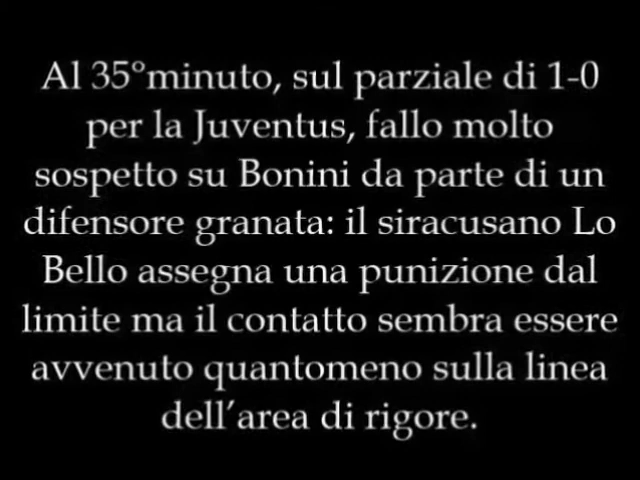 Al 35°minuto, sul parziale di 1-0
per la Juventus, fallo molto
sospetto su Bonini da parte di un
difensore granata: il siracusano Lo
Bello assegna una punizione dal
limite ma il contatto sembra essere
avvenuto quantomeno sulla linea
dell’area di rigore.